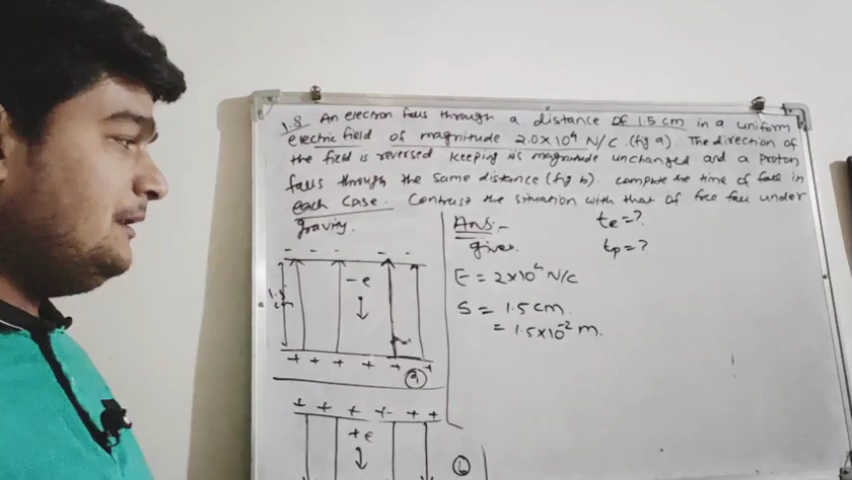 1.8 An electron falls through a distance of 1.5 cm in a uniform
electric field of magnitude 2.0×10⁴ N/C (fig a). The direction of
the field is reversed keeping its magnitude unchanged and a Proton
falls through the same distance (fig b). compute the time of fall in
each case. Contrast the situation with that of free fall under
gravity.
Ans:-
te=?
given
tp=?
E = 2×10⁴ N/C
S = 1.5 cm.
= 1.5×10⁻² m.
- - - - -
-e
1.5
cm
+ + + + + +
a
+ + + + + +
+e
b